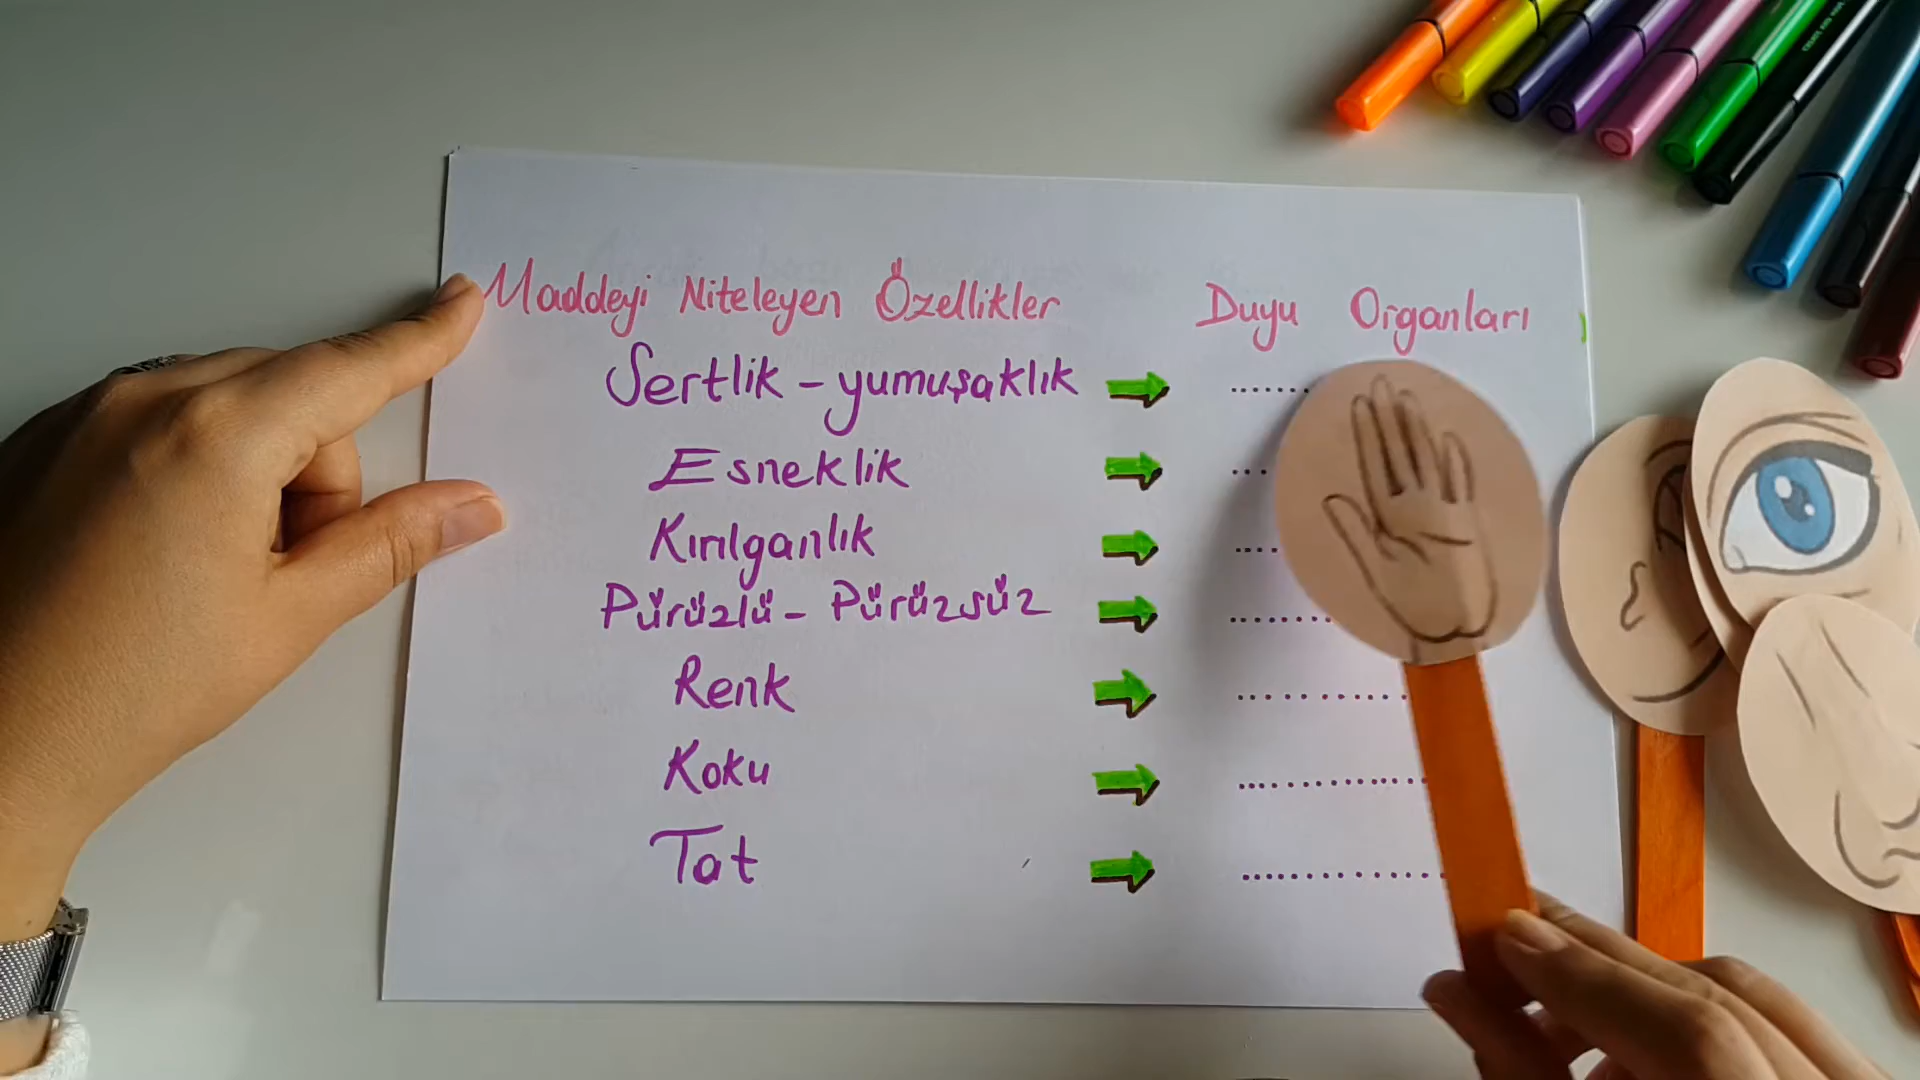 Maddeyi Niteleyen Özellikler Duyu Organları
Sertlik - yumuşaklık ..........
Esneklik ...
Kırılganlık ....
Pürüzlü - Pürüzsüz ........
Renk .........
Koku .............
Tat .............